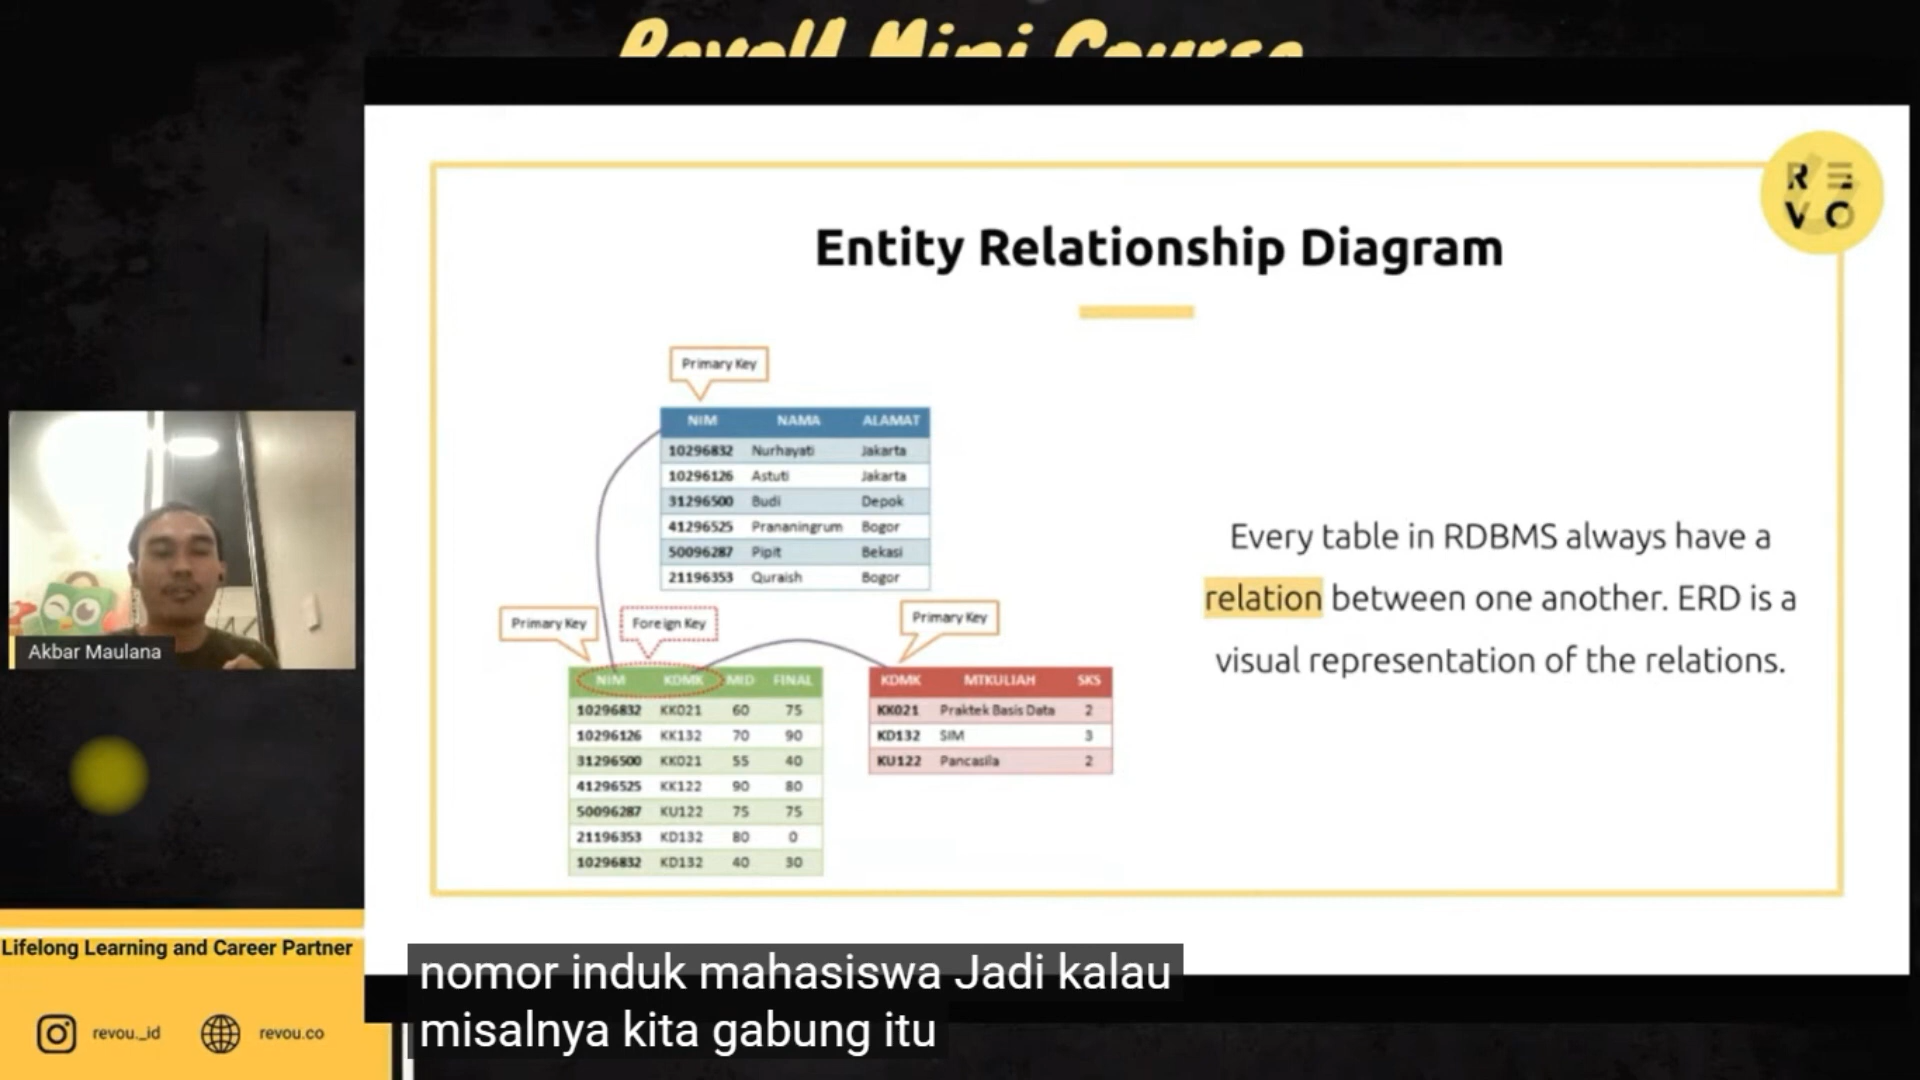 RevoU Mini Course
R E
V O
Entity Relationship Diagram
Primary Key
NIM NAMA ALAMAT
10296832 Nurhayati Jakarta
10296126 Astuti Jakarta
31296500 Budi Depok
41296525 Prananingrum Bogor
50096287 Pipit Bekasi
21196353 Quraish Bogor
Primary Key
Foreign Key
Primary Key
NIM KDMK MID FINAL
10296832 KK021 60 75
10296126 KK132 70 90
31296500 KK021 55 40
41296525 KK122 90 80
50096287 KU122 75 75
21196353 KD132 80 0
10296832 KD132 40 30
KDMK MTKULIAH SKS
KK021 Praktek Basis Data 2
KD132 SIM 3
KU122 Pancasila 2
Every table in RDBMS always have a
relation between one another. ERD is a
visual representation of the relations.
Akbar Maulana
Lifelong Learning and Career Partner
revou_id
revou.co
nomor induk mahasiswa Jadi kalau
misalnya kita gabung itu